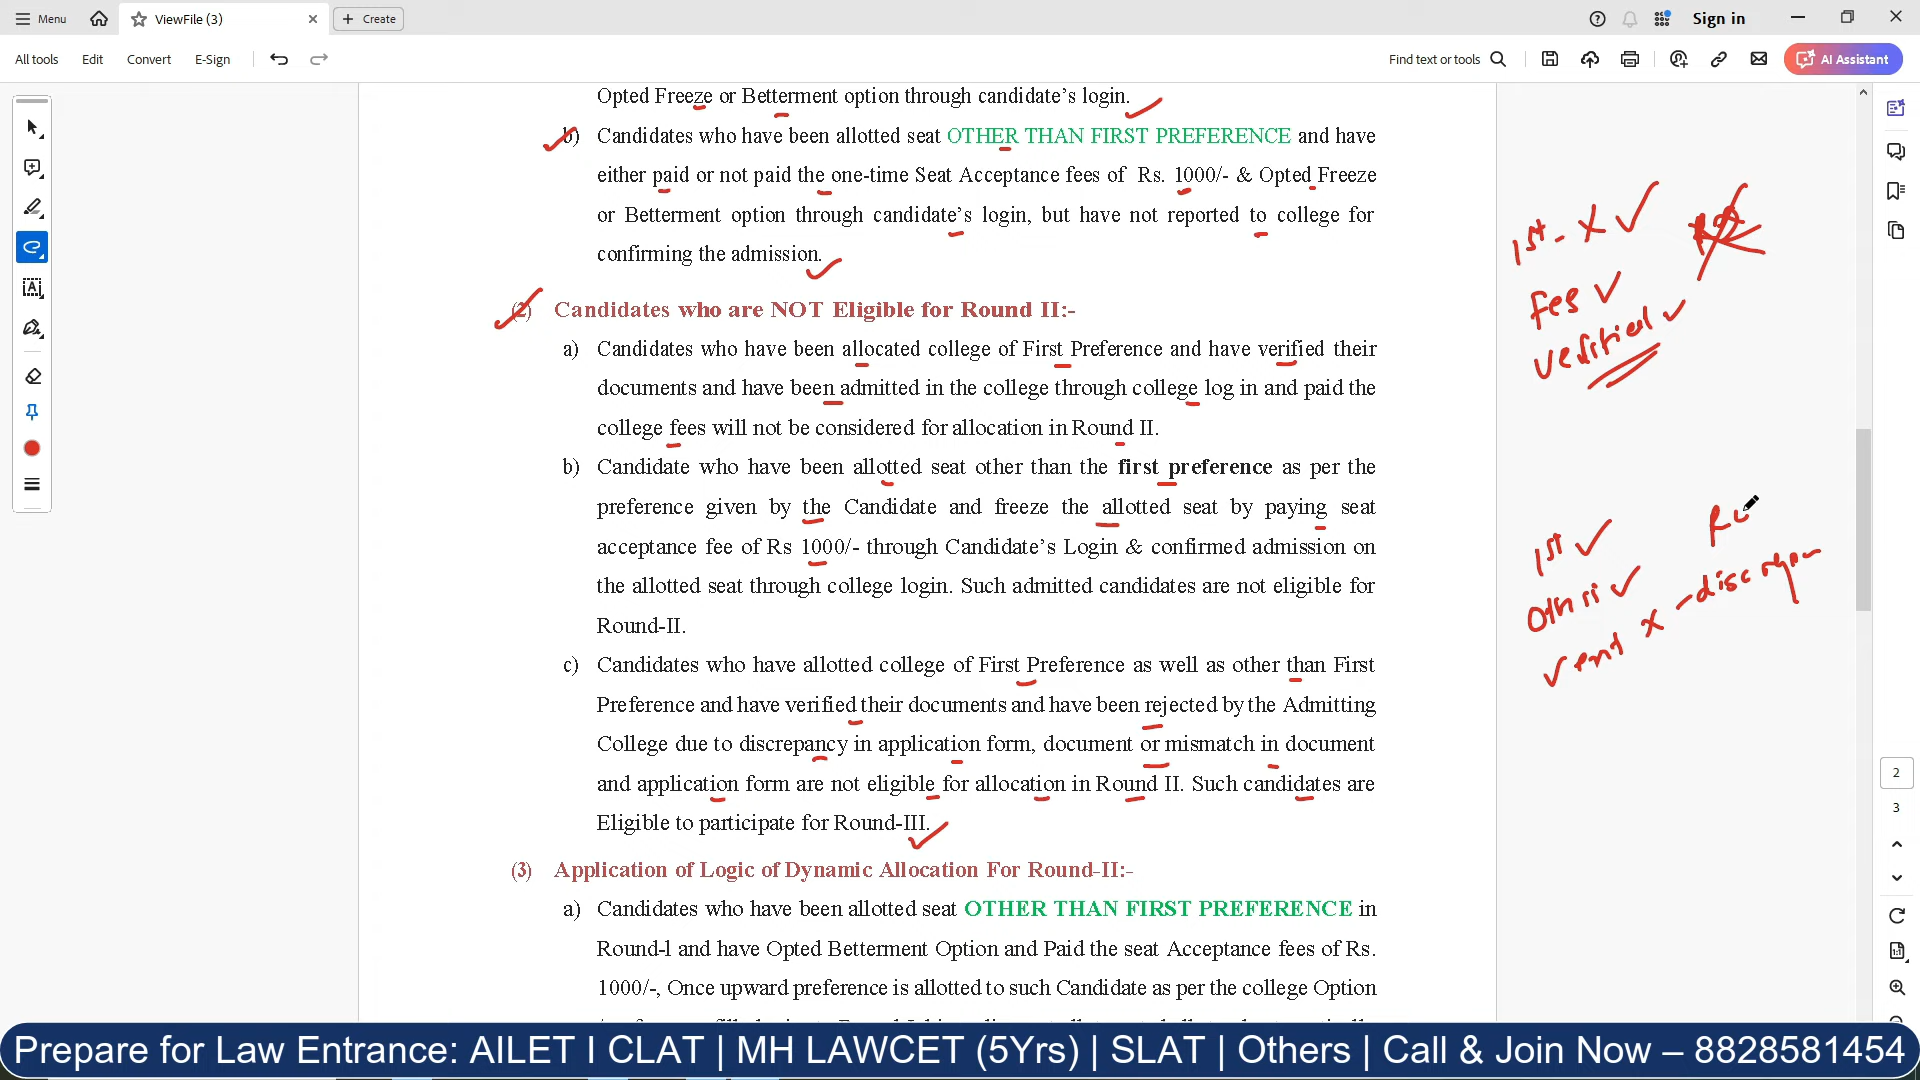 Menu
ViewFile (3)
Create
Sign in
All tools
Edit
Convert
E-Sign
Find text or tools
AI Assistant
Opted Freeze or Betterment option through candidate's login.
b) Candidates who have been allotted seat OTHER THAN FIRST PREFERENCE and have
either paid or not paid the one-time Seat Acceptance fees of Rs. 1000/- & Opted Freeze
or Betterment option through candidate's login, but have not reported to college for
confirming the admission.
(2) Candidates who are NOT Eligible for Round II:-
a) Candidates who have been allocated college of First Preference and have verified their
documents and have been admitted in the college through college log in and paid the
college fees will not be considered for allocation in Round II.
b) Candidate who have been allotted seat other than the first preference as per the
preference given by the Candidate and freeze the allotted seat by paying seat
acceptance fee of Rs 1000/- through Candidate's Login & confirmed admission on
the allotted seat through college login. Such admitted candidates are not eligible for
Round-II.
c) Candidates who have allotted college of First Preference as well as other than First
Preference and have verified their documents and have been rejected by the Admitting
College due to discrepancy in application form, document or mismatch in document
and application form are not eligible for allocation in Round II. Such candidates are
Eligible to participate for Round-III.
(3) Application of Logic of Dynamic Allocation For Round-II:-
a) Candidates who have been allotted seat OTHER THAN FIRST PREFERENCE in
Round-l and have Opted Betterment Option and Paid the seat Acceptance fees of Rs.
1000/-, Once upward preference is allotted to such Candidate as per the college Option
1st - X
fes
verified
1st
2
3
Prepare for Law Entrance: AILET I CLAT | MH LAWCET (5Yrs) | SLAT | Others | Call & Join Now – 8828581454